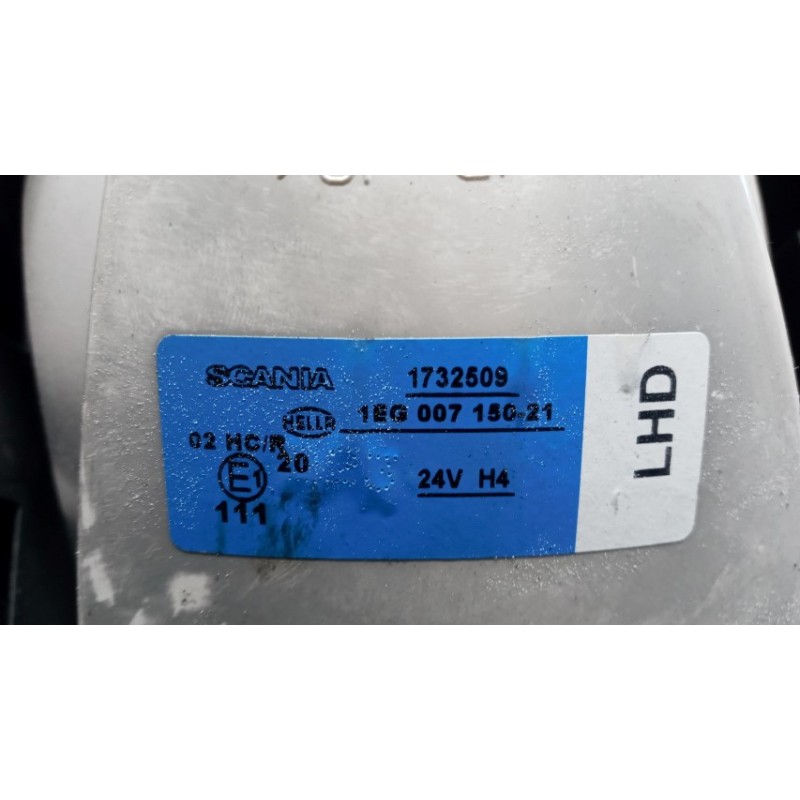 SCANIA 1732509
HELLA 1EG 007 150-21
02 HC/R 20
E1 24V H4
111
LHD